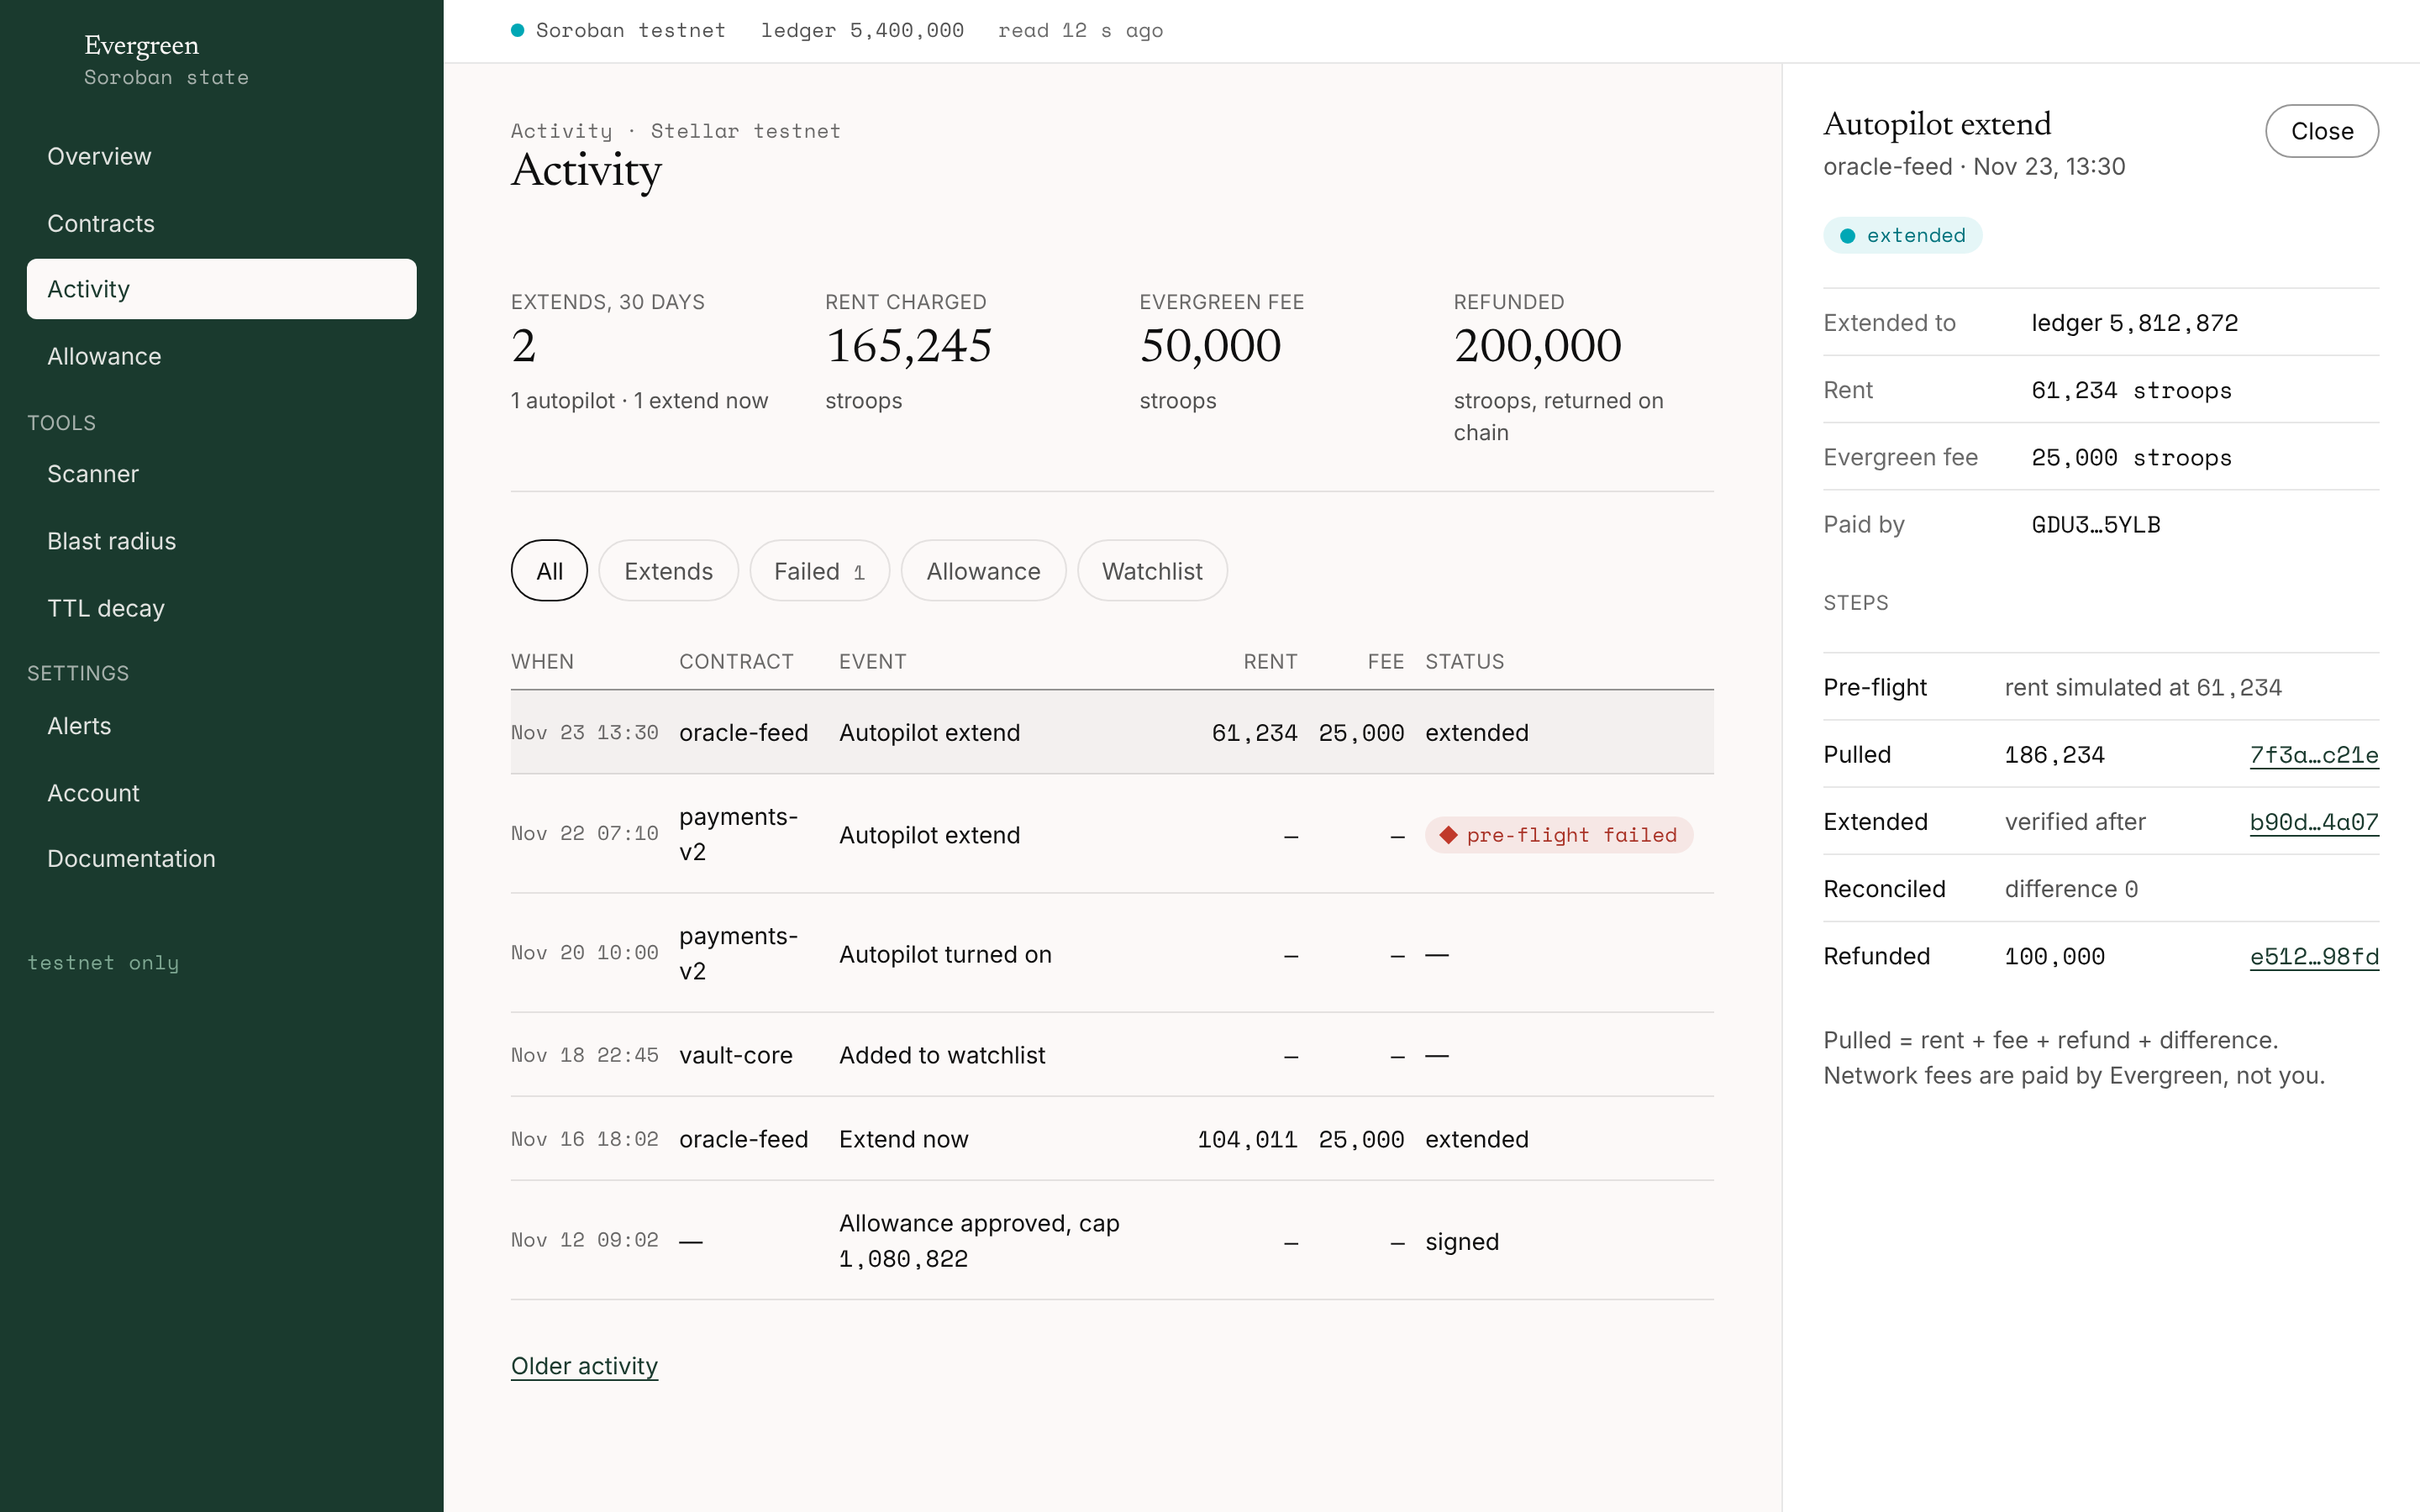 Evergreen
Soroban state
Overview
Contracts
Activity
Allowance
TOOLS
Scanner
Blast radius
TTL decay
SETTINGS
Alerts
Account
Documentation
testnet only
Soroban testnet ledger 5,400,000 read 12 s ago
Activity · Stellar testnet
Activity
EXTENDS, 30 DAYS RENT CHARGED EVERGREEN FEE REFUNDED
2 165,245 50,000 200,000
1 autopilot · 1 extend now stroops stroops stroops, returned on
chain
All Extends Failed 1 Allowance Watchlist
WHEN CONTRACT EVENT RENT FEE STATUS
Nov 23 13:30 oracle-feed Autopilot extend 61,234 25,000 extended
Nov 22 07:10 payments- Autopilot extend – – pre-flight failed
v2
Nov 20 10:00 payments- Autopilot turned on – – —
v2
Nov 18 22:45 vault-core Added to watchlist – – —
Nov 16 18:02 oracle-feed Extend now 104,011 25,000 extended
Nov 12 09:02 — Allowance approved, cap – – signed
1,080,822
Older activity
Autopilot extend Close
oracle-feed · Nov 23, 13:30
extended
Extended to ledger 5,812,872
Rent 61,234 stroops
Evergreen fee 25,000 stroops
Paid by GDU3…5YLB
STEPS
Pre-flight rent simulated at 61,234
Pulled 186,234 7f3a…c21e
Extended verified after b90d…4a07
Reconciled difference 0
Refunded 100,000 e512…98fd
Pulled = rent + fee + refund + difference.
Network fees are paid by Evergreen, not you.